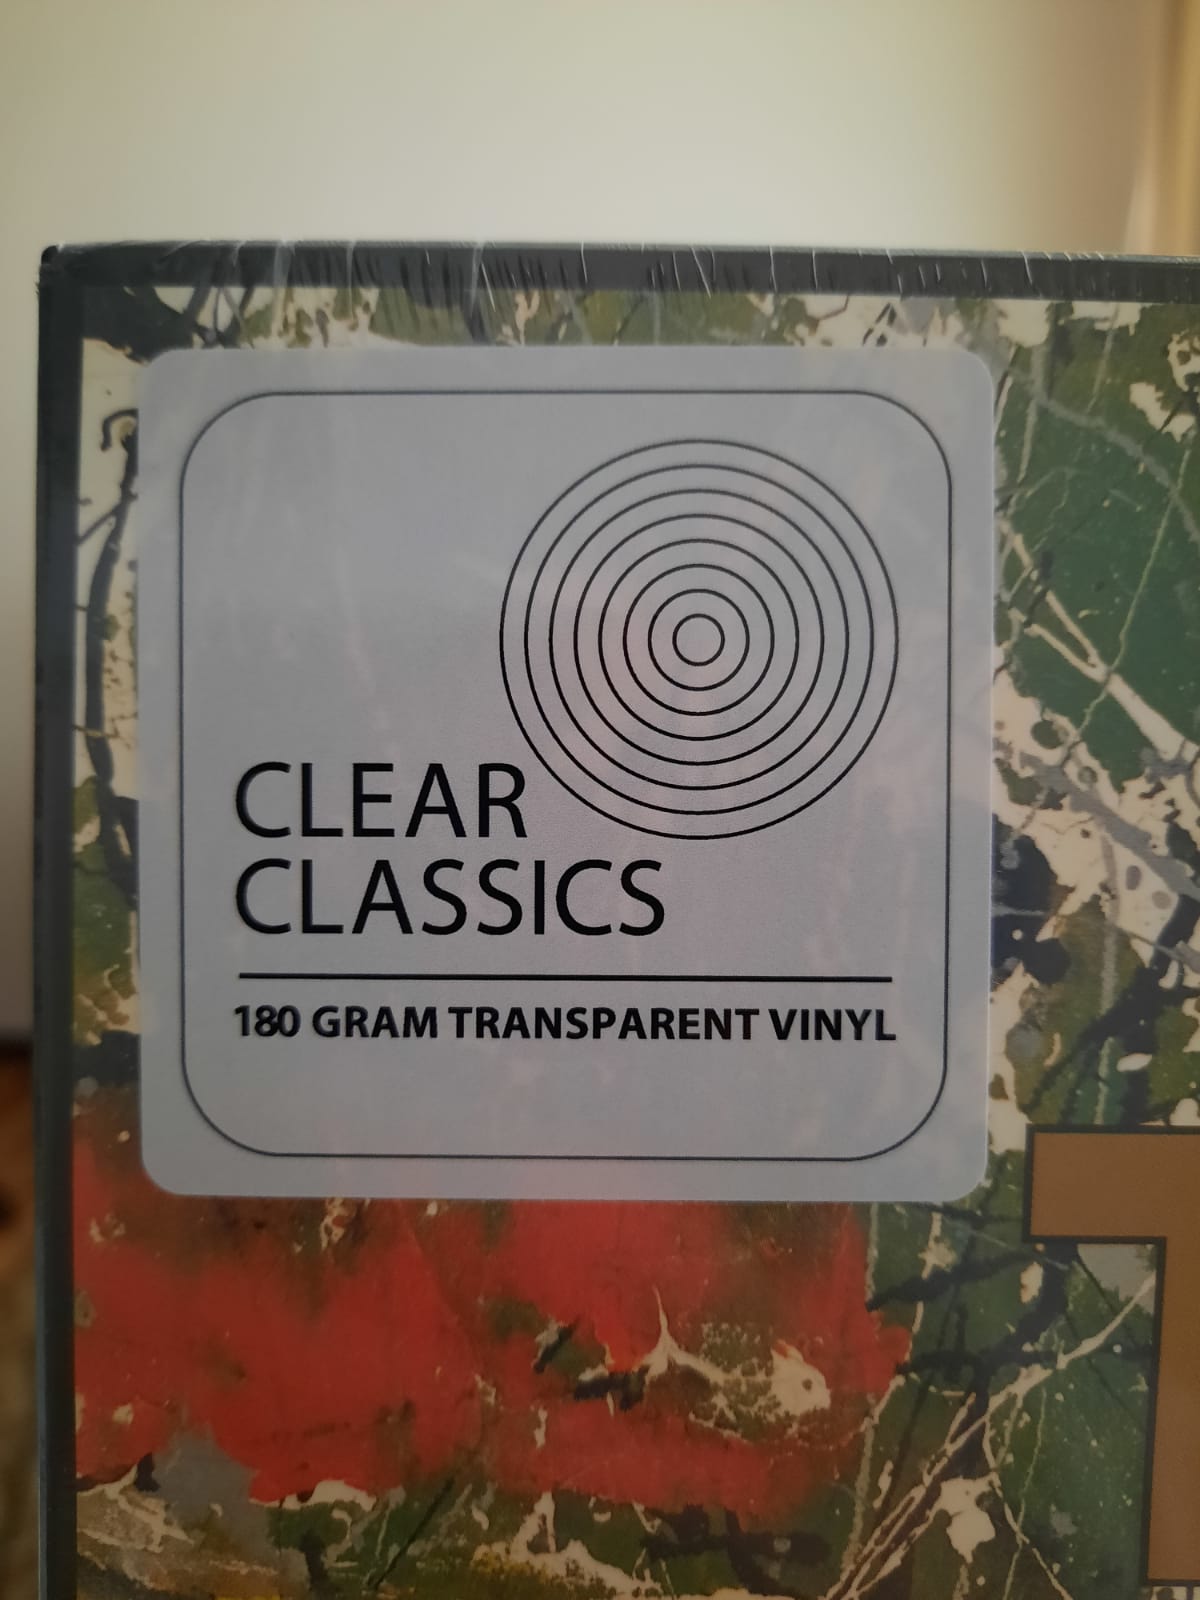 CLEAR
CLASSICS
180 GRAM TRANSPARENT VINYL
T